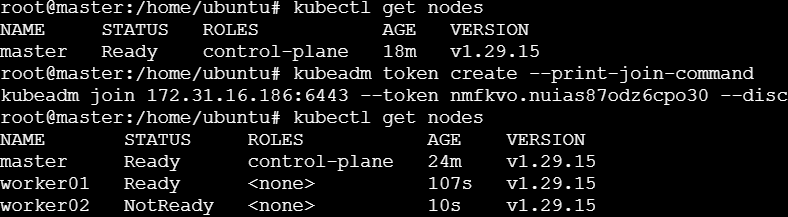 root@master:/home/ubuntu# kubectl get nodes
NAME STATUS ROLES AGE VERSION
master Ready control-plane 18m v1.29.15
root@master:/home/ubuntu# kubeadm token create --print-join-command
kubeadm join 172.31.16.186:6443 --token nmfkvo.nuias87odz6cpo30 --disc
root@master:/home/ubuntu# kubectl get nodes
NAME STATUS ROLES AGE VERSION
master Ready control-plane 24m v1.29.15
worker01 Ready <none> 107s v1.29.15
worker02 NotReady <none> 10s v1.29.15